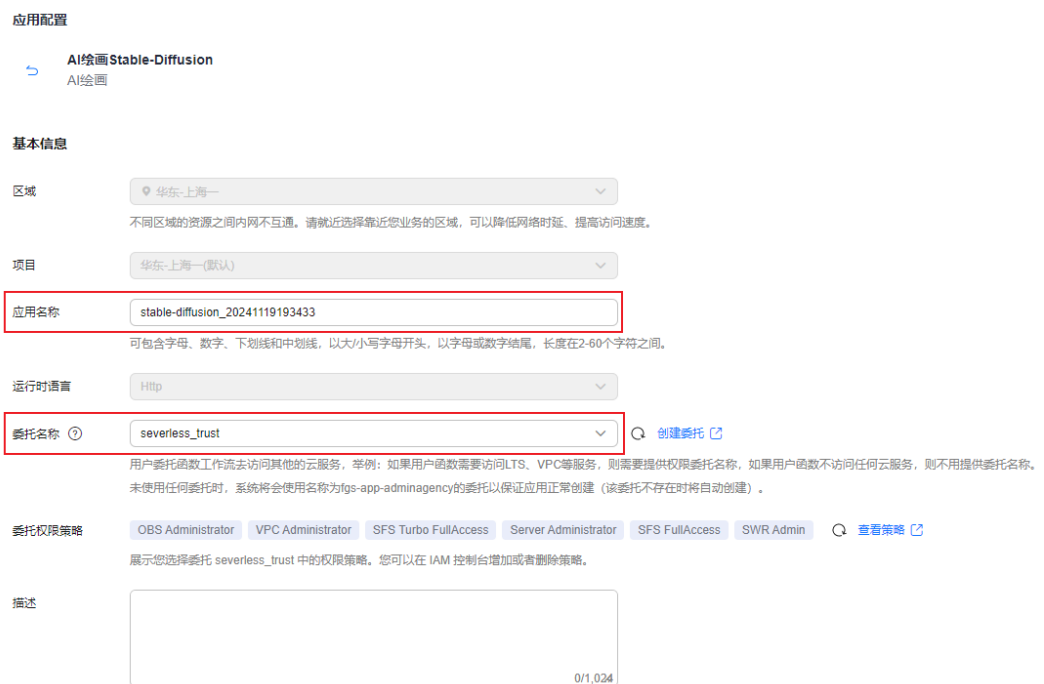 应用配置
AI绘画Stable-Diffusion
AI绘画
基本信息
区域
华东-上海一
不同区域的资源之间内网不互通。请就近选择靠近您业务的区域，可以降低网络时延、提高访问速度。
项目
华东-上海一(默认)
应用名称
stable-diffusion_20241119193433
可包含字母、数字、下划线和中划线，以大/小写字母开头，以字母或数字结尾，长度在2-60个字符之间。
运行时语言
Http
委托名称 ?
severless_trust
创建委托
用户委托函数工作流去访问其他的云服务，举例：如果用户函数需要访问LTS、VPC等服务，则需要提供权限委托名称，如果用户函数不访问任何云服务，则不用提供委托名称。
未使用任何委托时，系统将会使用名称为fgs-app-adminagency的委托以保证应用正常创建（该委托不存在时将自动创建）。
委托权限策略
OBS Administrator VPC Administrator SFS Turbo FullAccess Server Administrator SFS FullAccess SWR Admin 查看策略
展示您选择委托 severless_trust 中的权限策略。您可以在 IAM 控制台增加或者删除策略。
描述
0/1,024